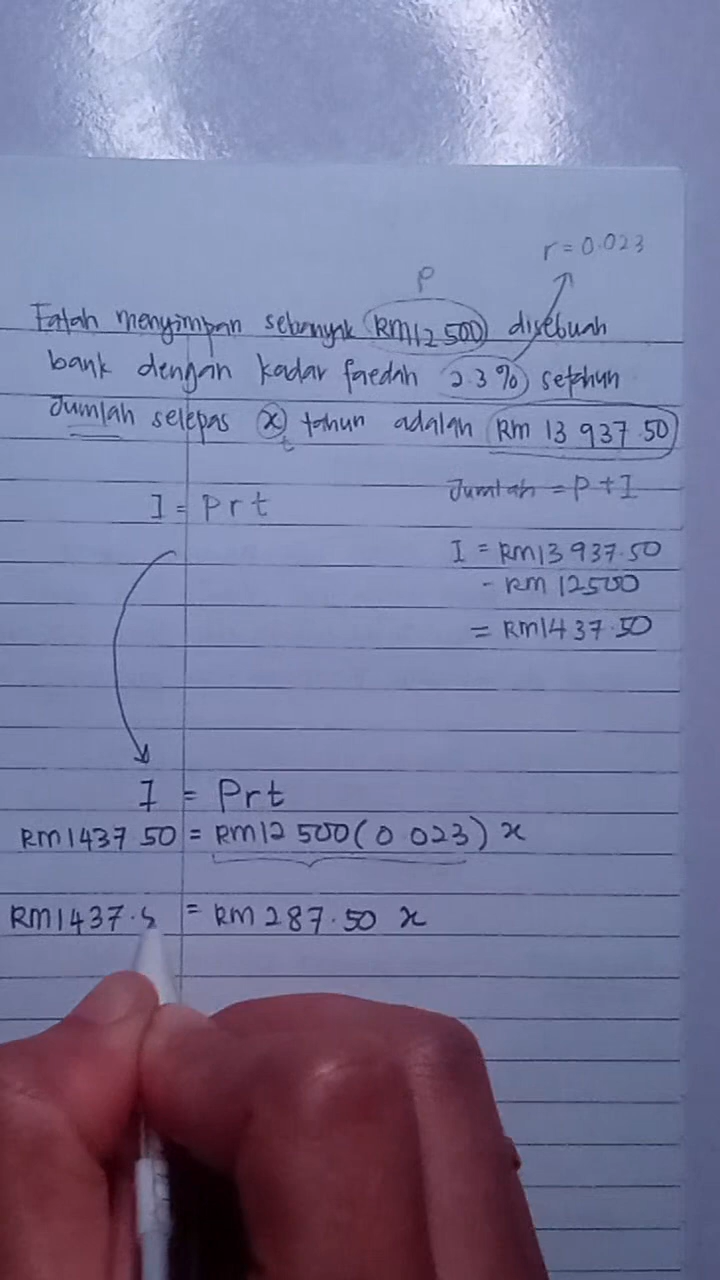 r = 0.023
P
Fatah menyimpan sebanyak RM12 500 disebuah
bank dengan kadar faedah 2.3% setahun
Jumlah selepas x tahun adalah RM 13 937.50
t
I = Prt
Jumlah = P + I
I = RM13 937.50
- RM 12500
= RM1437.50
I = Prt
RM1437 50 = RM12 500(0.023) x
RM1437.5 = RM 287.50 x